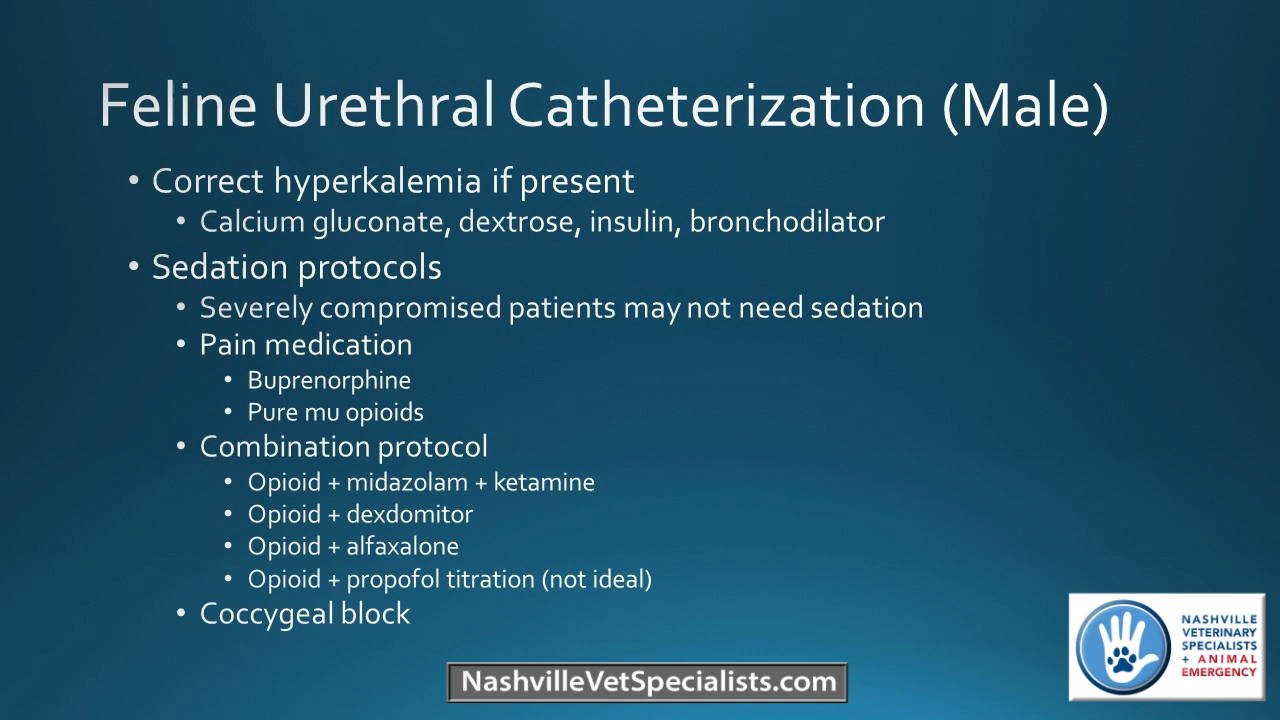 Feline Urethral Catheterization (Male)
• Correct hyperkalemia if present
• Calcium gluconate, dextrose, insulin, bronchodilator
• Sedation protocols
• Severely compromised patients may not need sedation
• Pain medication
• Buprenorphine
• Pure mu opioids
• Combination protocol
• Opioid + midazolam + ketamine
• Opioid + dexdomitor
• Opioid + alfaxalone
• Opioid + propofol titration (not ideal)
• Coccygeal block
NASHVILLE
VETERINARY
SPECIALISTS
+ ANIMAL
EMERGENCY
NashvilleVetSpecialists.com